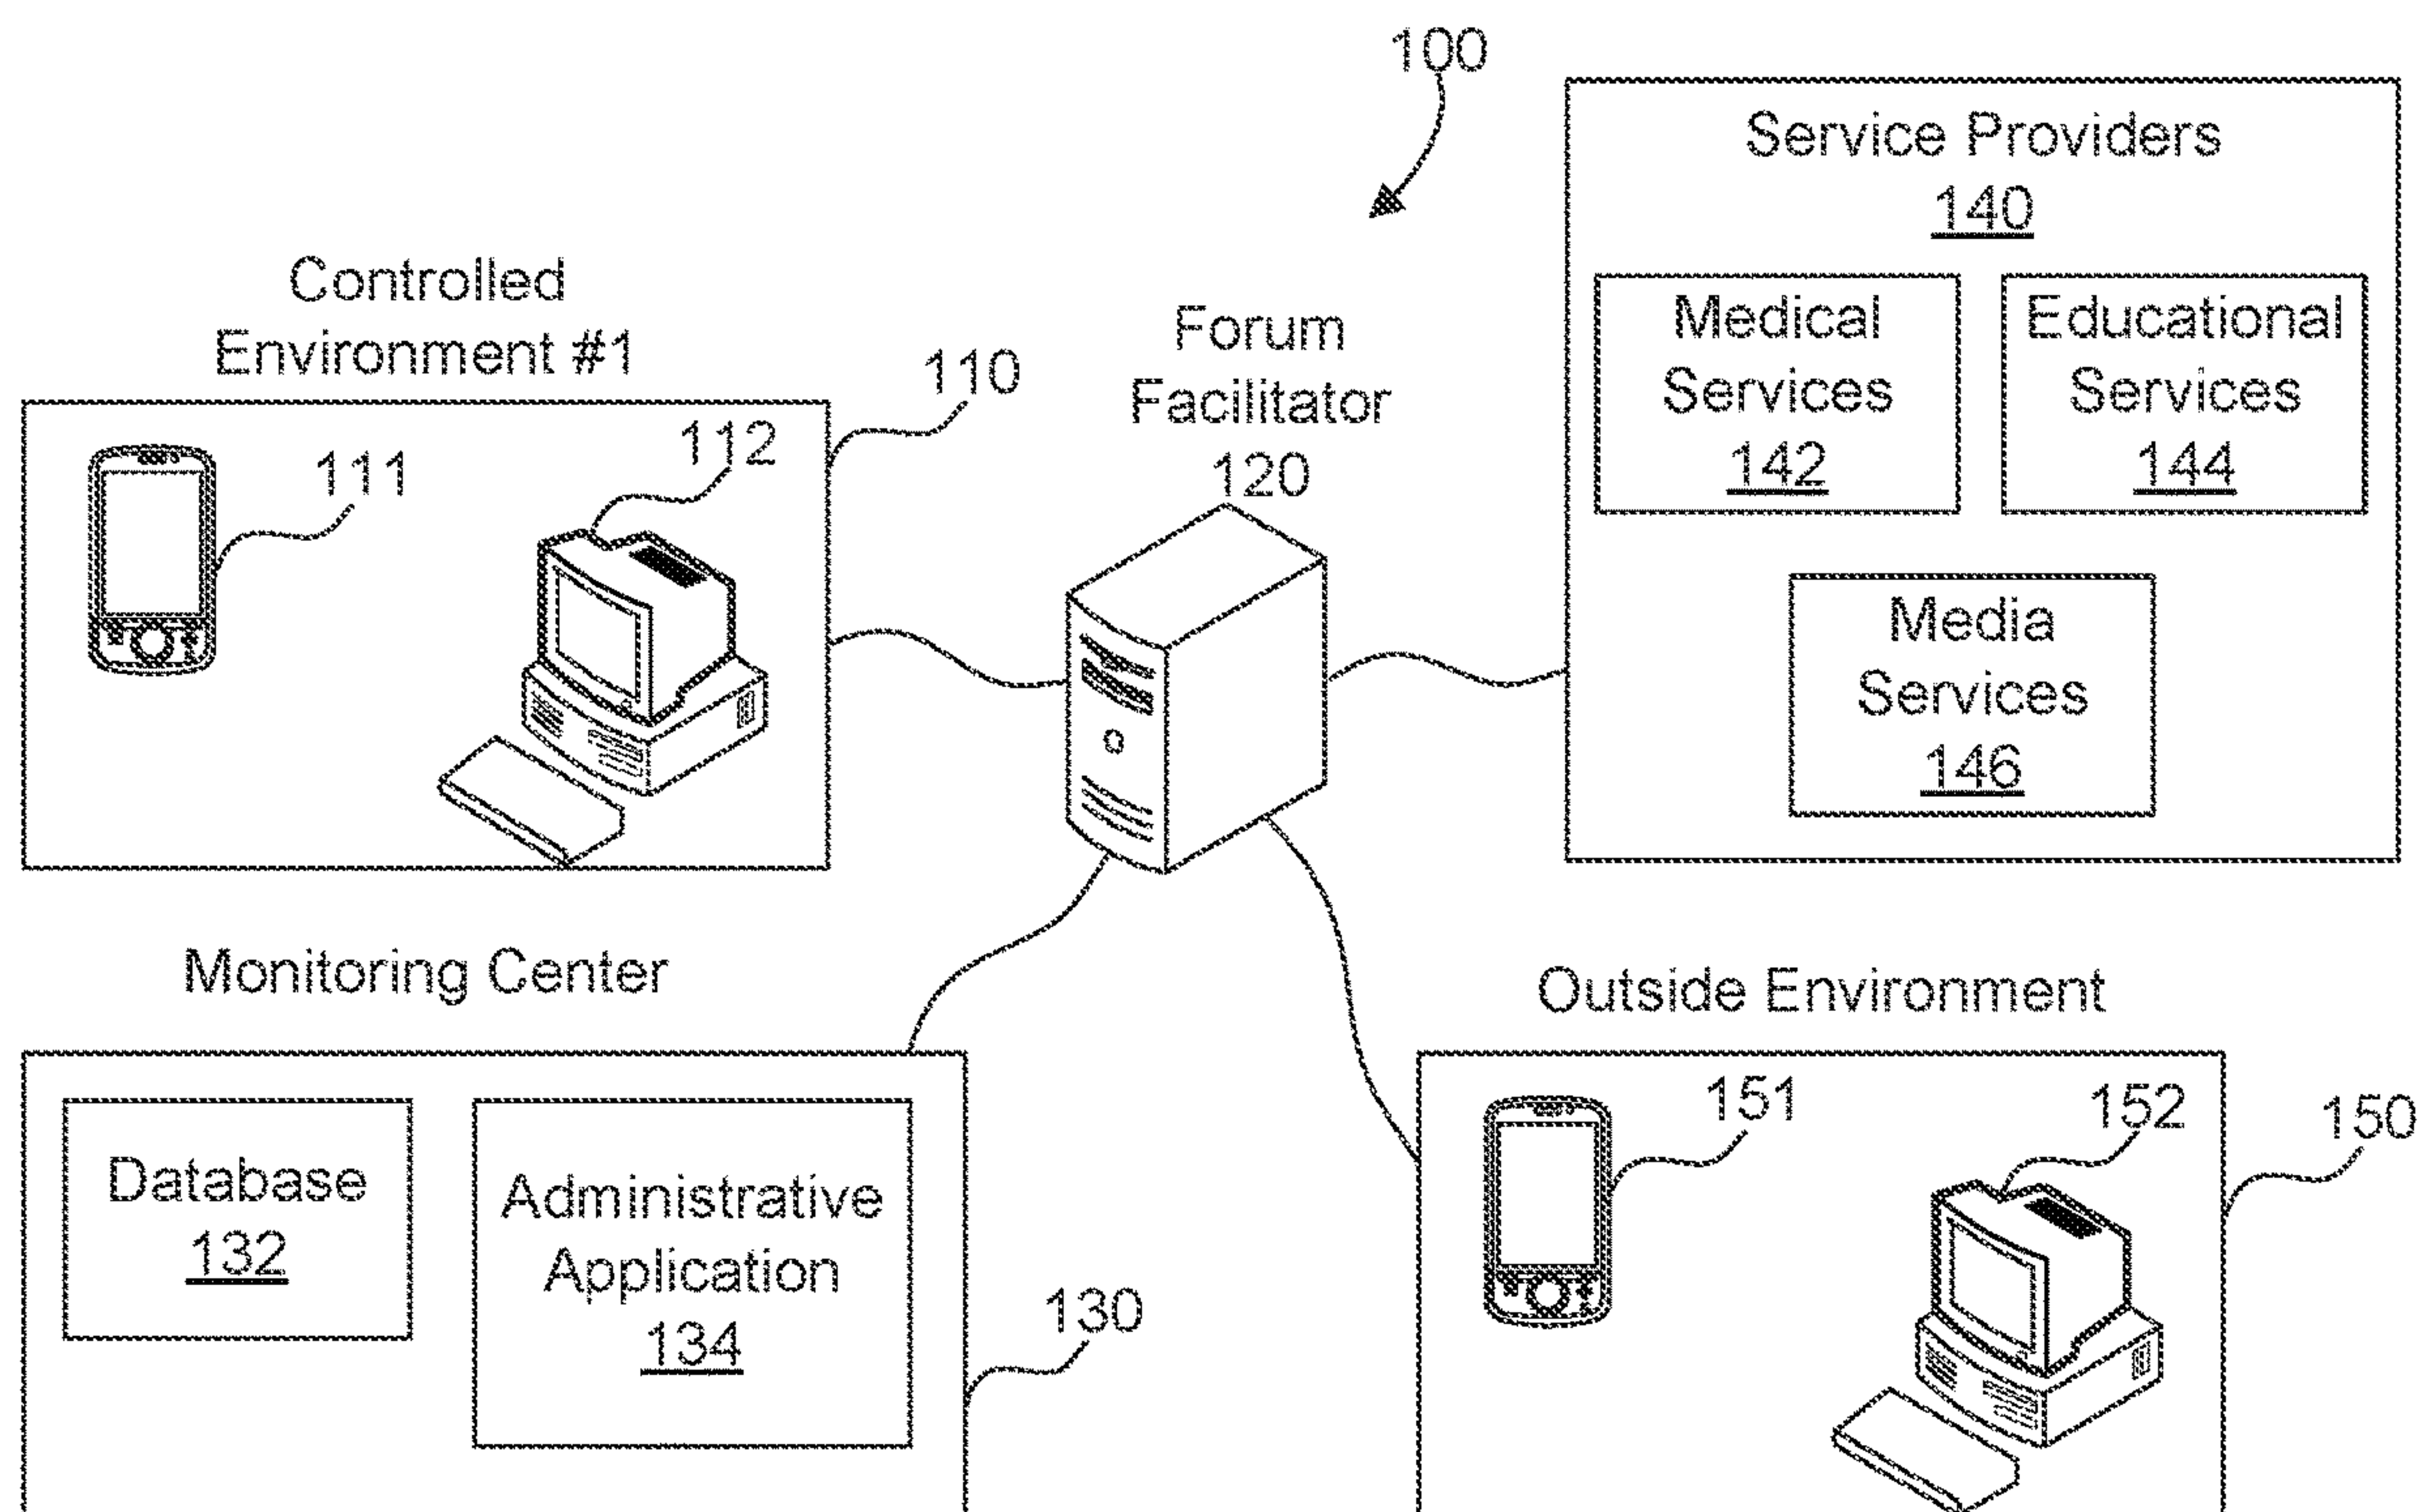 100
Service Providers
140
Medical
Services
142
Educational
Services
144
Media
Services
146
Controlled
Environment #1
110
111
112
Forum
Facilitator
120
Monitoring Center
Database
132
Administrative
Application
134
130
Outside Environment
151
152
150